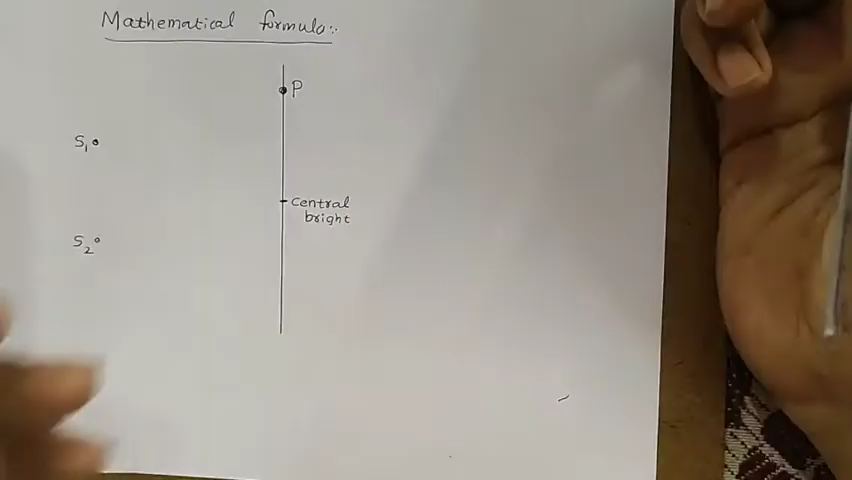 Mathematical formula:-
P
S1
Central
bright
S2